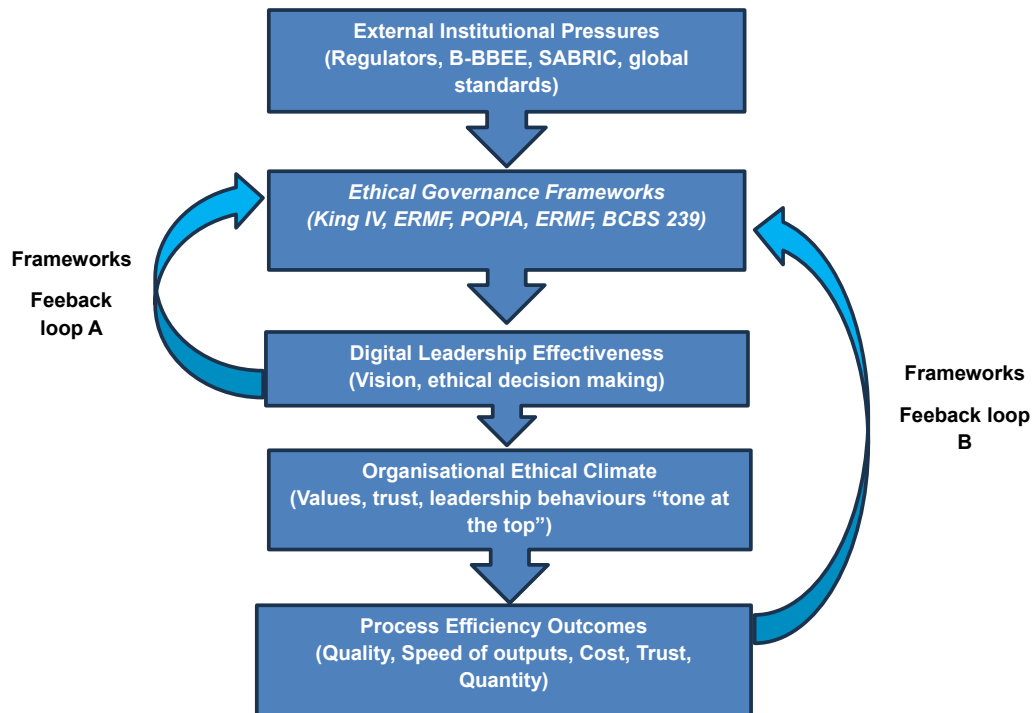 External Institutional Pressures
(Regulators, B-BBEE, SABRIC, global
standards)
Ethical Governance Frameworks
(King IV, ERMF, POPIA, ERMF, BCBS 239)
Frameworks
Feeback
loop A
Digital Leadership Effectiveness
(Vision, ethical decision making)
Frameworks
Feeback loop
B
Organisational Ethical Climate
(Values, trust, leadership behaviours “tone at
the top”)
Process Efficiency Outcomes
(Quality, Speed of outputs, Cost, Trust,
Quantity)